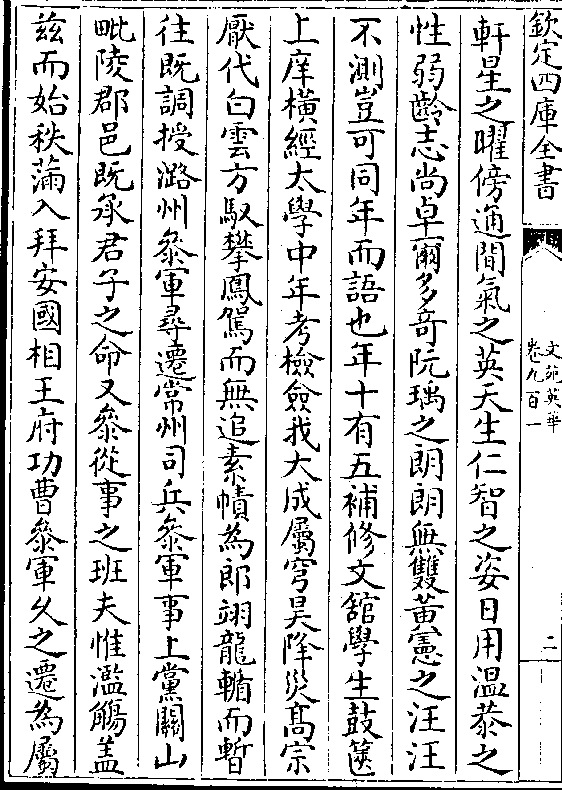 欽定四庫全書
文苑英華
卷九百一
二
軒星之曜傍通間氣之英天生仁智之姿日用温恭之
性弱齡志尚卓爾多奇阮瑀之朗朗無雙黃憲之汪汪
不測豈可同年而語也年十有五補修文舘學生鼓篋
上庠橫經太學中年考檢僉我大成屬穹昊降災髙宗
厭代白雲方馭攀鳳駕而無追素幘為郎翊龍輴而暫
往既調授潞州叅軍尋遷常州司兵叅軍事上黨關山
毗陵郡邑既承君子之命又叅從事之班夫惟濫觴盖
兹而始秩滿入拜安國相王府功曹叅軍久之遷為屬